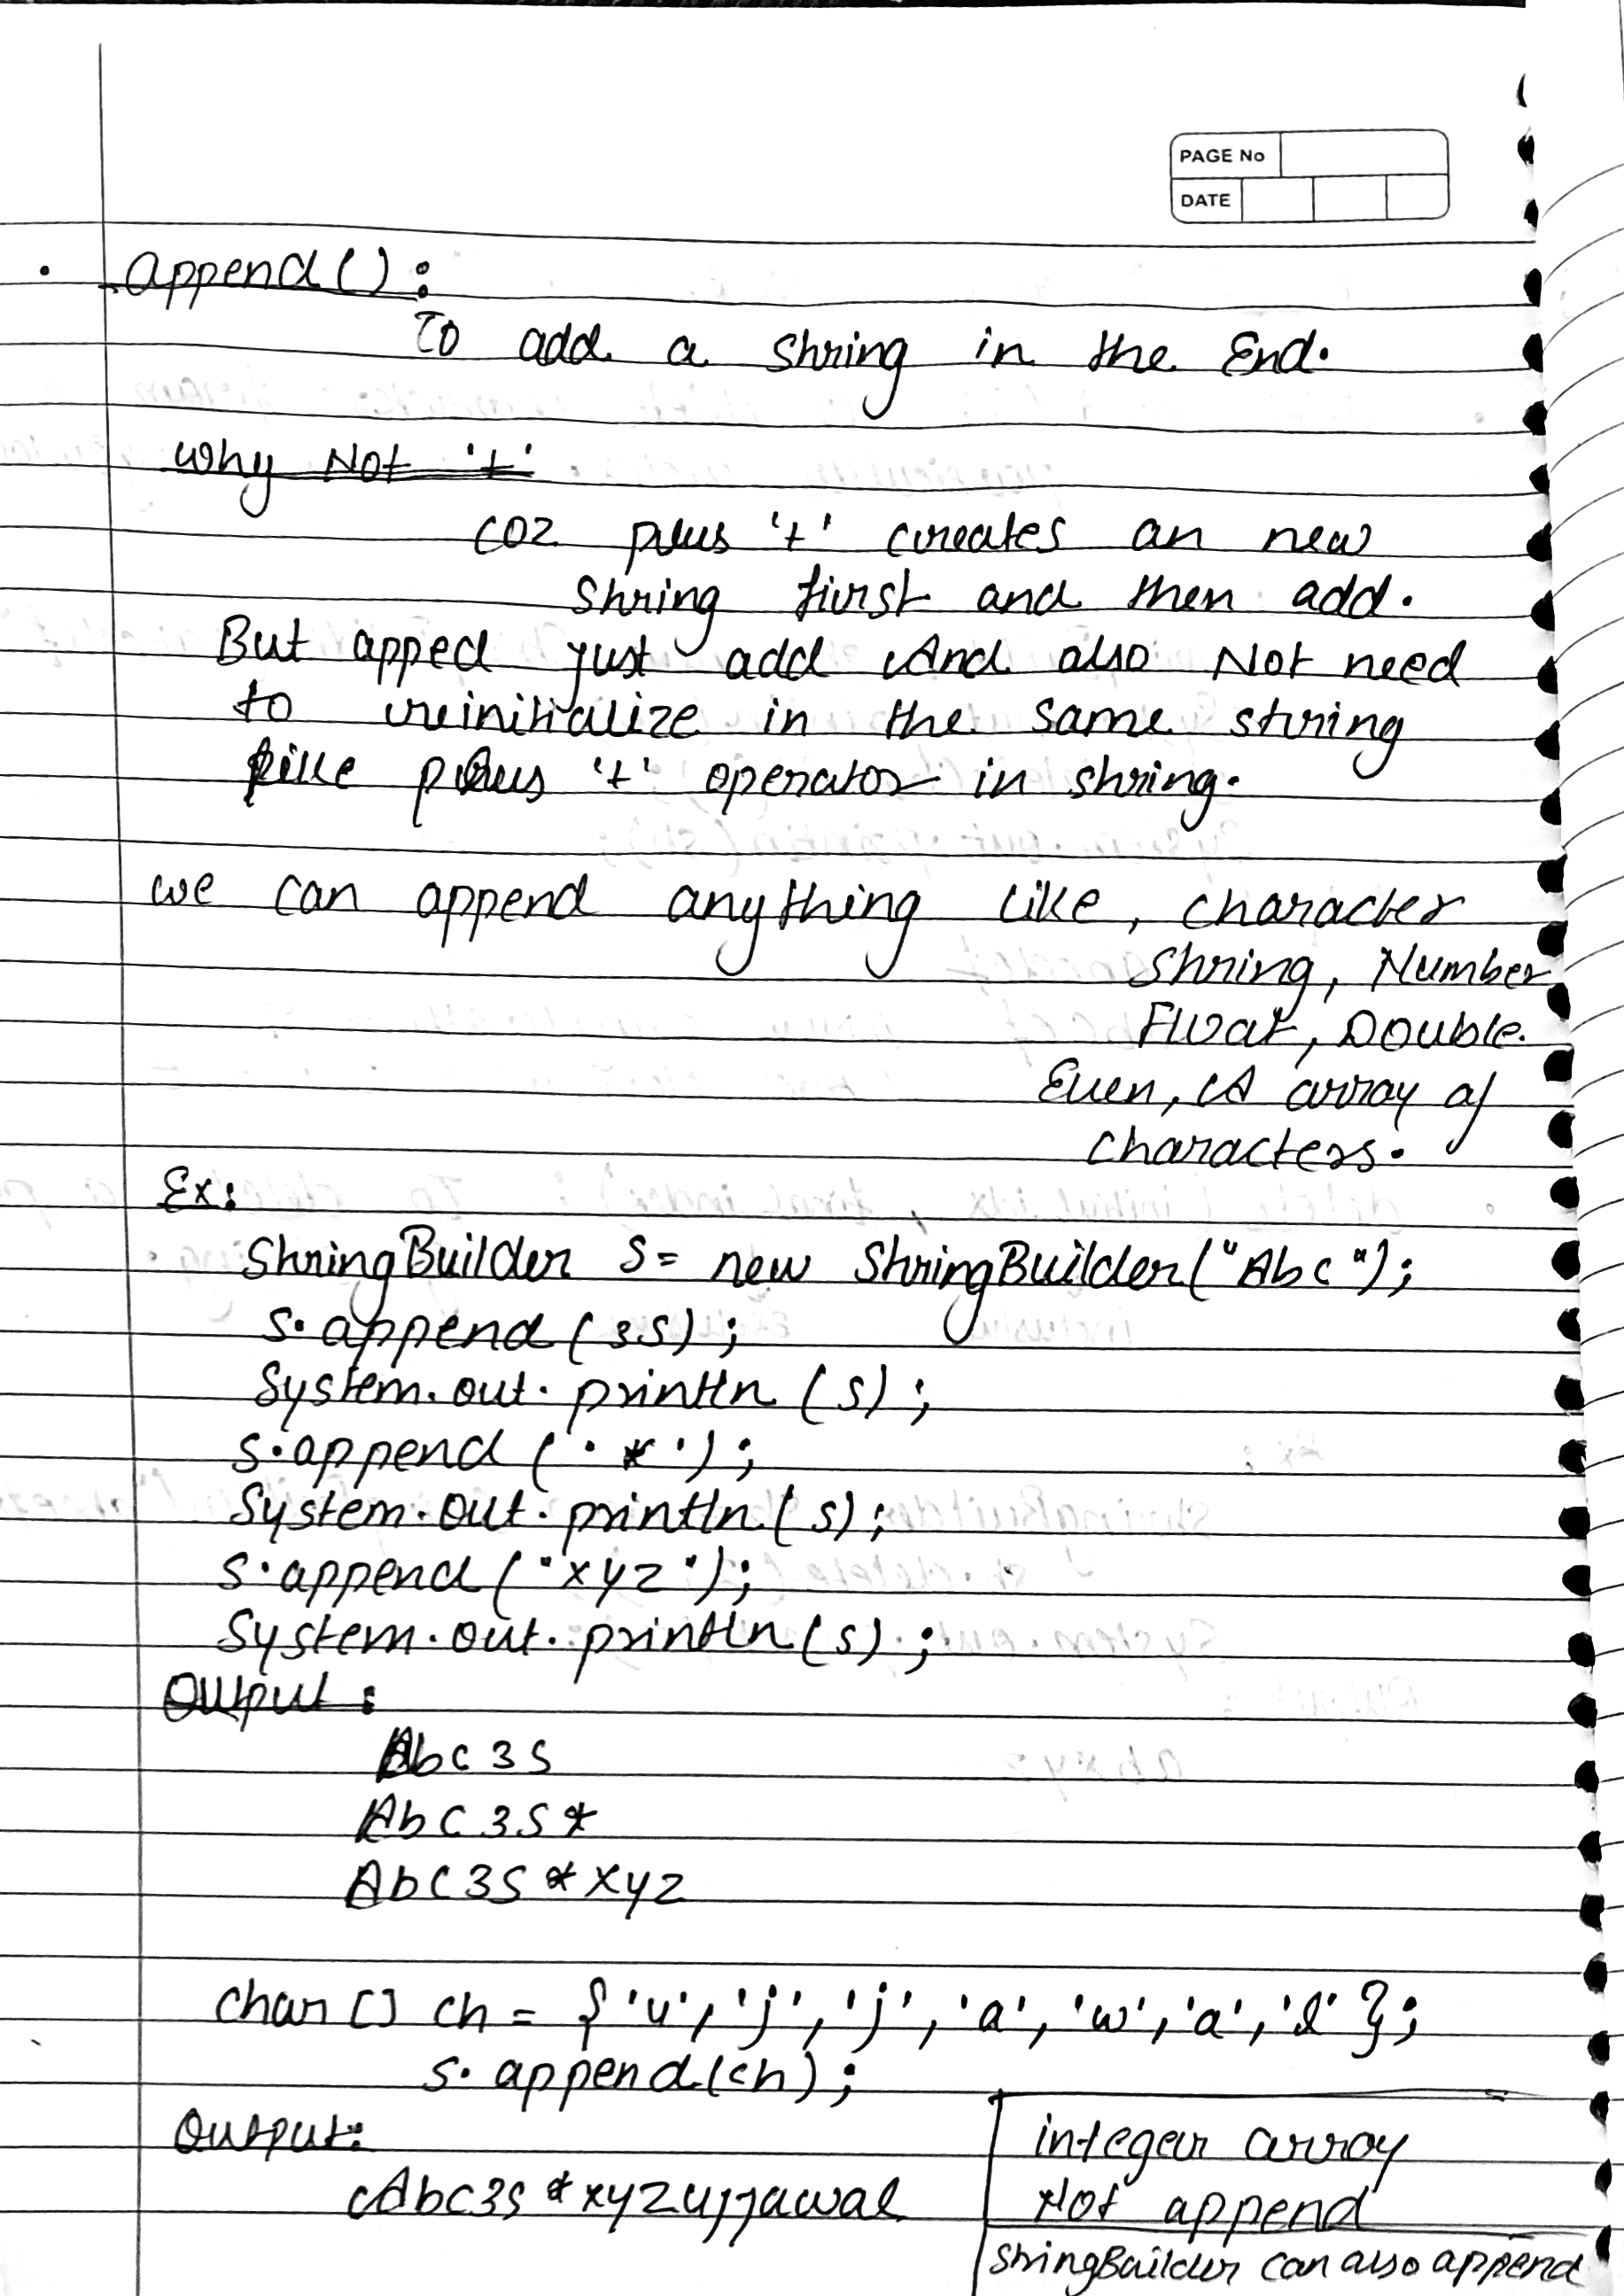 PAGE No
DATE
• append() :
To add a string in the End.
Why Not '+'
COZ plus '+' creates an new
string first and then add.
But apped just add And also Not need
to reinitialize in the same string
like plus '+' operator in string.
we can append anything like, character
string, Number
Float, Double.
Even, A array of
characters.
Ex:
StringBuilder S= new StringBuilder("Abc");
S.append(35);
System.out.println(S);
S.append('*');
System.out.println(S);
S.append("xyz");
System.out.println(S);
Output:
Abc35
Abc35*
Abc35*xyz
char[] ch = {'u','j','j','a','w','a','l'};
S.append(ch);
Output:
Abc35*xyzujjawal
integer array
Not append
StringBuilder can also append